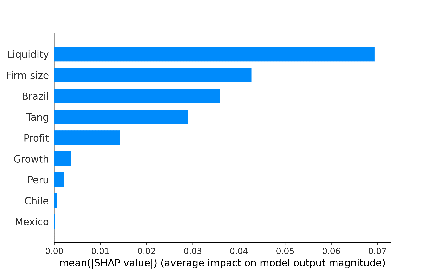 Liquidity
Firm size
Brazil
Tang
Profit
Growth
Peru
Chile
Mexico
0.00 0.01 0.02 0.03 0.04 0.05 0.06 0.07
mean(|SHAP value|) (average impact on model output magnitude)